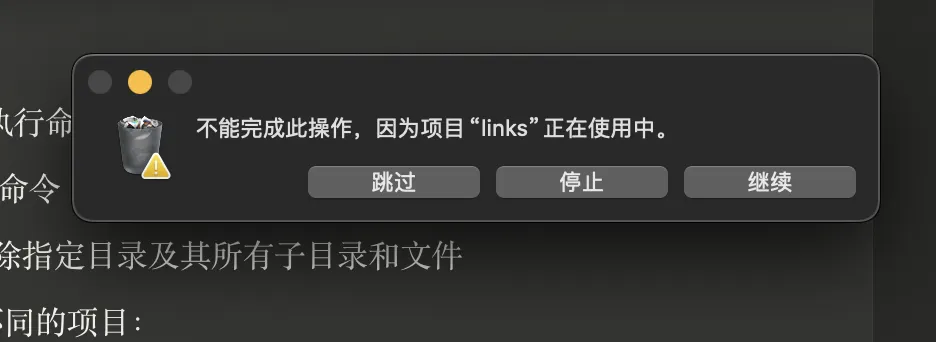 不能完成此操作，因为项目“links”正在使用中。
跳过
停止
继续
执行命
命令
除指定目录及其所有子目录和文件
不同的项目：